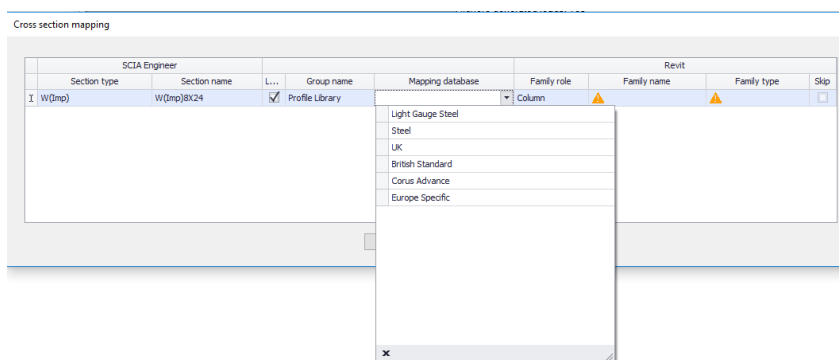 Cross section mapping
SCIA Engineer Revit
Section type Section name L... Group name Mapping database Family role Family name Family type Skip
W(Imp) W(Imp)8X24 Profile Library Column
Light Gauge Steel
Steel
UK
British Standard
Corus Advance
Europe Specific